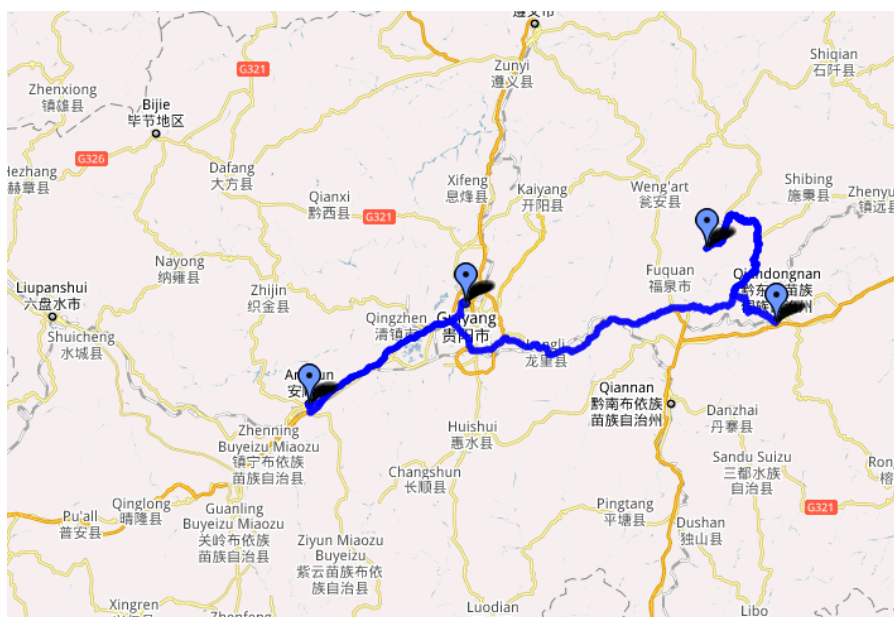 遵义市
G321
Shiqian
石阡县
Zunyi
遵义县
Zhenxiong
镇雄县
Bijie
毕节地区
G326
Dafang
大方县
赫章县
Xifeng
息烽县
Kaiyang
开阳县
Weng'art
瓮安县
Shibing
施秉县
镇远县
Qianxi
黔西县
G321
Nayong
纳雍县
Fuquan
福泉市
Liupanshui
六盘水市
Zhijin
织金县
Qingzhen
Guiyang
贵阳市
Shuicheng
水城县
龙里县
Qiannan
黔南布依族
苗族自治州
Danzhai
丹寨县
Huishui
惠水县
Zhenning
Buyeizu Miaozu
镇宁布依族
苗族自治县
Changshun
长顺县
Sandu Suizu
三都水族
自治县
Qinglong
晴隆县
Pu'all
普安县
Guanling
Buyeizu Miaozu
关岭布依族
苗族自治县
Pingtang
平塘县
G321
Dushan
独山县
Ziyun Miaozu
Buyeizu
紫云苗族布依
族自治县
Xingren
Luodian
Libo